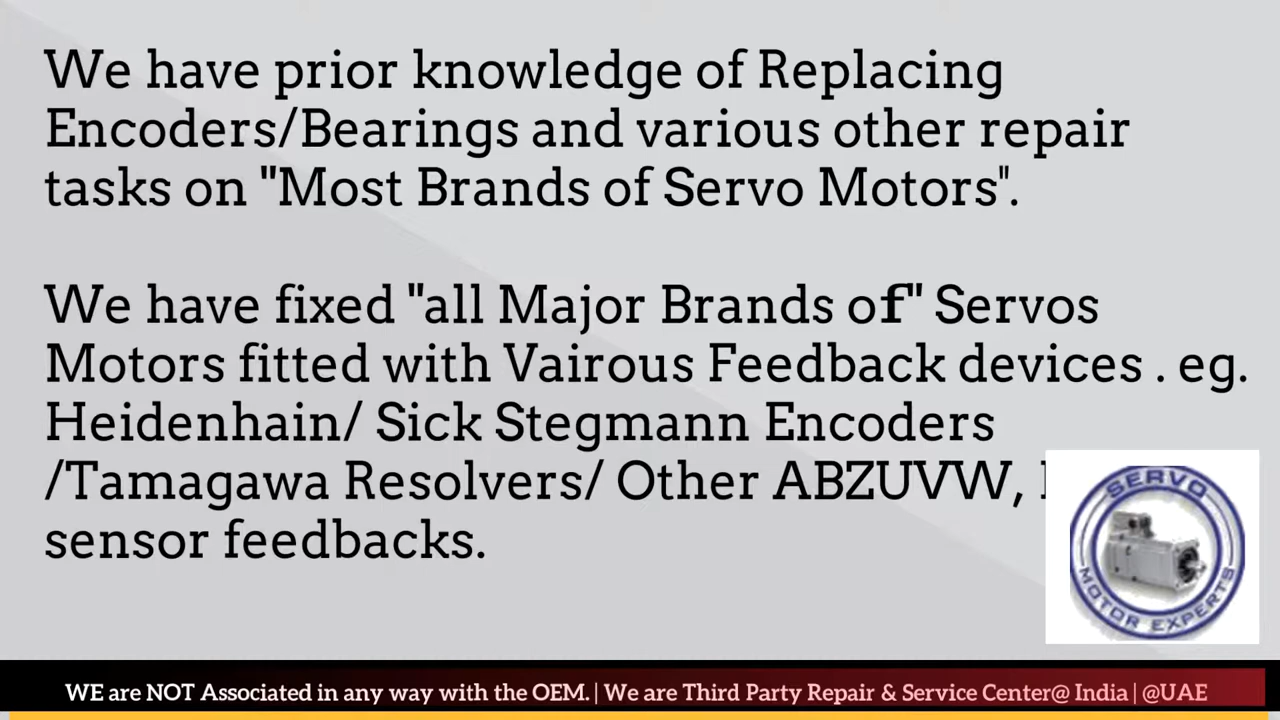 We have prior knowledge of Replacing
Encoders/Bearings and various other repair
tasks on "Most Brands of Servo Motors".
We have fixed "all Major Brands of" Servos
Motors fitted with Vairous Feedback devices . eg.
Heidenhain/ Sick Stegmann Encoders
/Tamagawa Resolvers/ Other ABZUVW,
sensor feedbacks.
SERVO
MOTOR EXPERTS
WE are NOT Associated in any way with the OEM. | We are Third Party Repair & Service Center@ India | @UAE